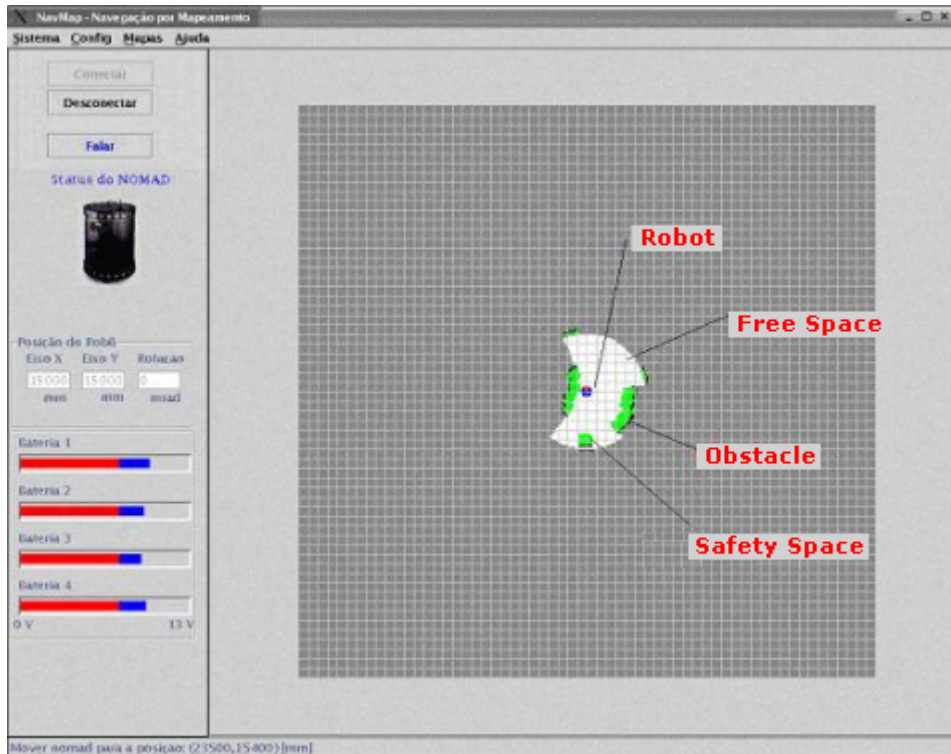 NavMap - Navegação por Mapeamento
Sistema Config Mapas Ajuda
Conectar
Desconectar
Falar
Status do NOMAD
Posição do Robô
Eixo X Eixo Y Rotacao
15000 15000 0
mm mm mrad
Bateria 1
Bateria 2
Bateria 3
Bateria 4
0 V 13 V
Robot
Free Space
Obstacle
Safety Space
Mover nomad para a posiçao: (23500,15400) [mm]